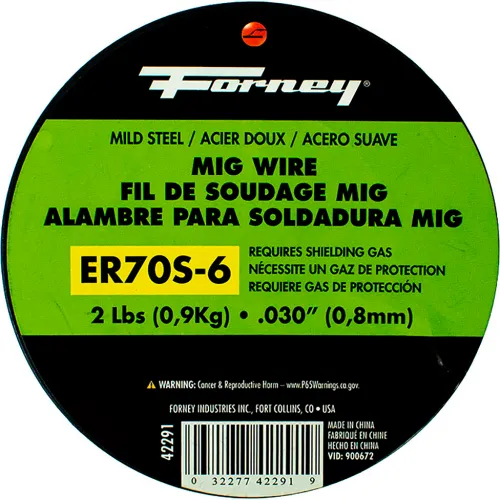 Forney®
MILD STEEL / ACIER DOUX / ACERO SUAVE
MIG WIRE
FIL DE SOUDAGE MIG
ALAMBRE PARA SOLDADURA MIG
ER70S-6
REQUIRES SHIELDING GAS
NÉCESSITE UN GAZ DE PROTECTION
REQUIERE GAS DE PROTECCIÓN
2 Lbs (0,9Kg) • .030” (0,8mm)
WARNING: Cancer & Reproductive Harm – www.P65Warnings.ca.gov.
FORNEY INDUSTRIES INC., FORT COLLINS, CO • USA
42291
0 32277 42291 9
MADE IN CHINA
FABRIQUÉ EN CHINE
HECHO EN CHINA
VID: 900672